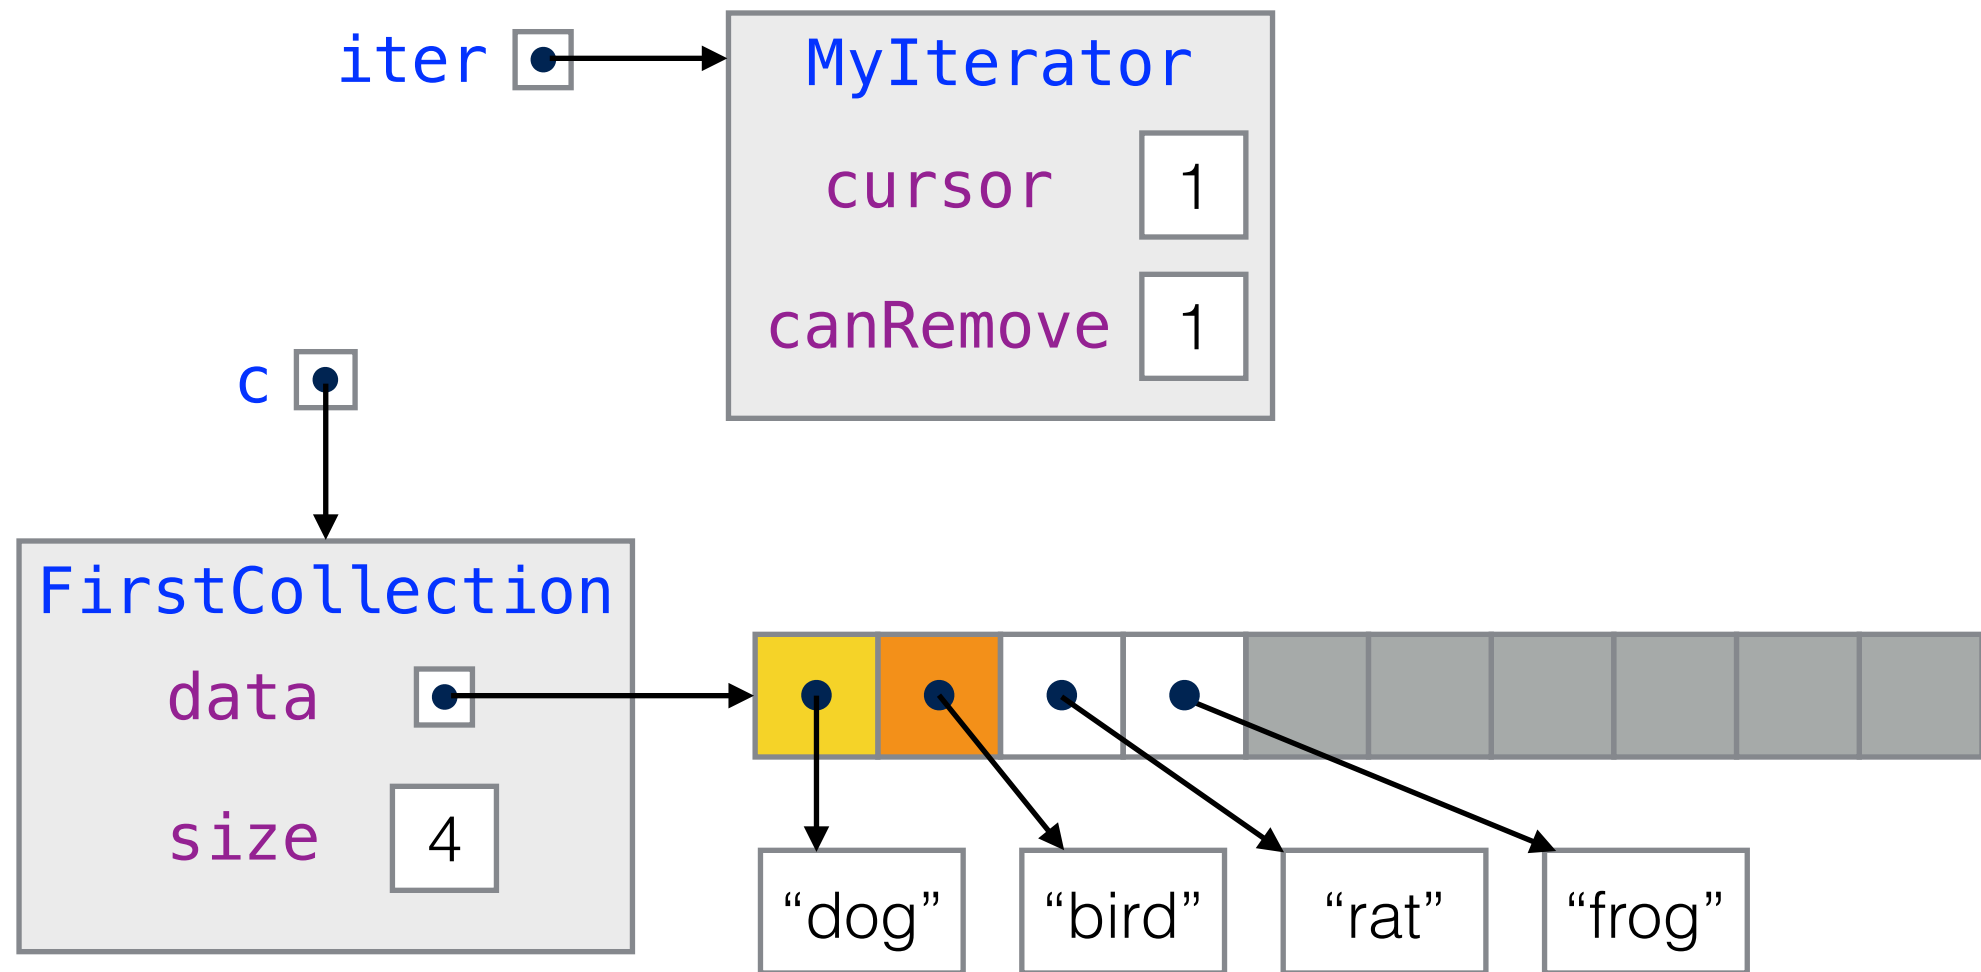 iter
MyIterator
cursor 1
canRemove 1
c
FirstCollection
data
size 4
“dog” “bird” “rat” “frog”